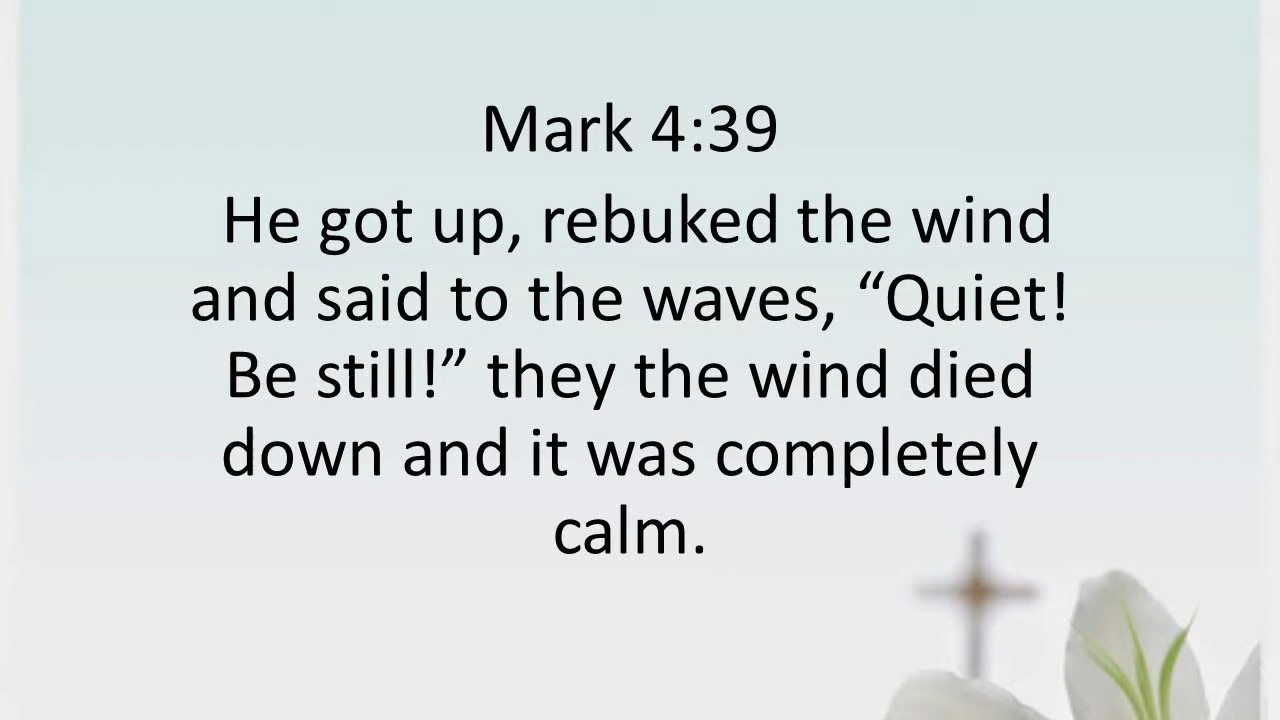 Mark 4:39
He got up, rebuked the wind
and said to the waves, “Quiet!
Be still!” they the wind died
down and it was completely
calm.